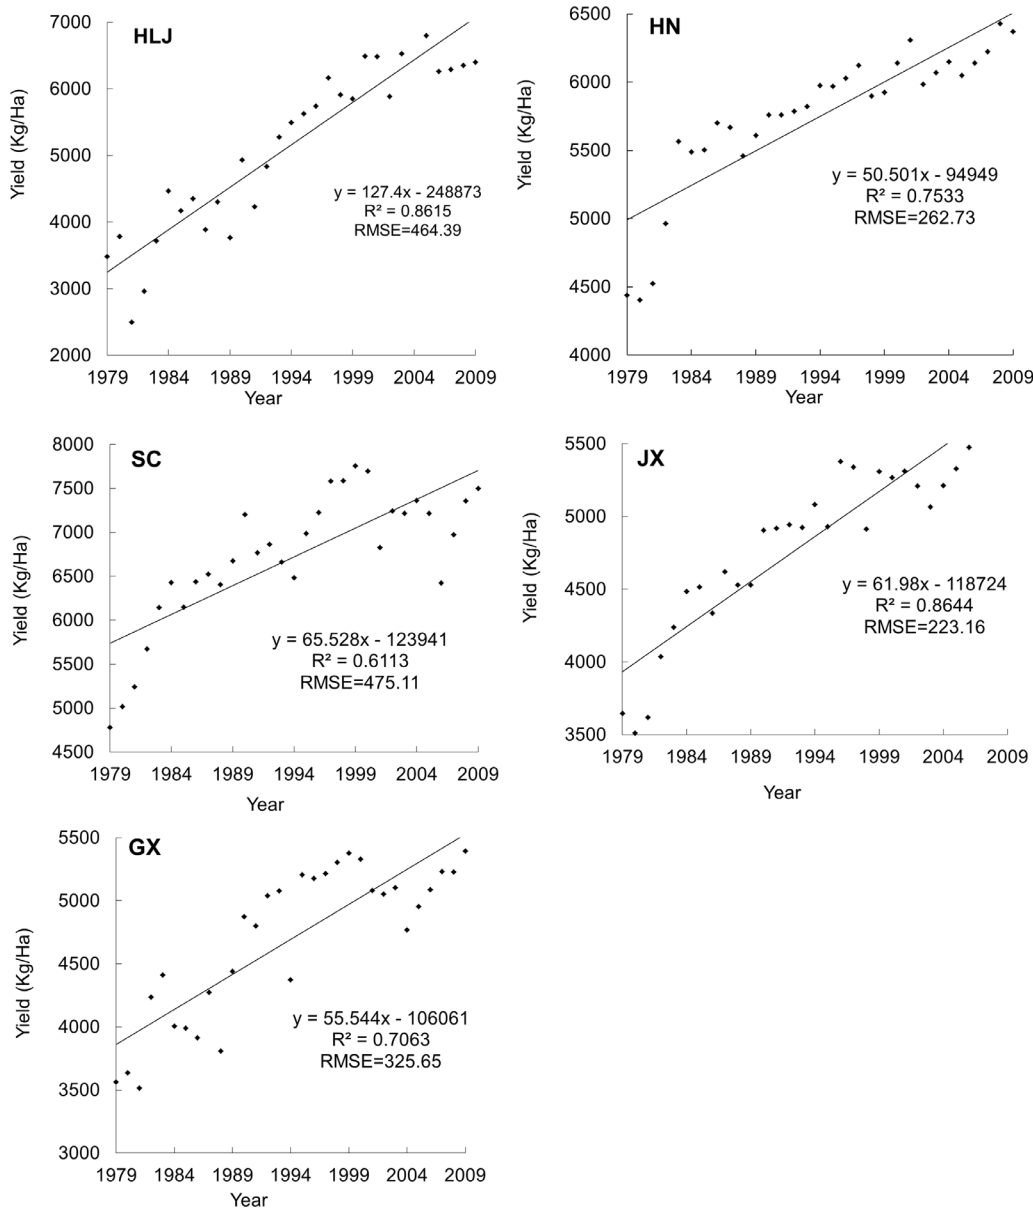 HLJ
Yield (Kg/Ha)
7000
6000
5000
4000
3000
2000
y = 127.4x - 248873
R² = 0.8615
RMSE=464.39
1979 1984 1989 1994 1999 2004 2009
Year
HN
Yield (Kg/Ha)
6500
6000
5500
5000
4500
4000
y = 50.501x - 94949
R² = 0.7533
RMSE=262.73
1979 1984 1989 1994 1999 2004 2009
Year
SC
Yield (Kg/Ha)
8000
7500
7000
6500
6000
5500
5000
4500
y = 65.528x - 123941
R² = 0.6113
RMSE=475.11
1979 1984 1989 1994 1999 2004 2009
Year
JX
Yield (Kg/Ha)
5500
5000
4500
4000
3500
y = 61.98x - 118724
R² = 0.8644
RMSE=223.16
1979 1984 1989 1994 1999 2004 2009
Year
GX
Yield (Kg/Ha)
5500
5000
4500
4000
3500
3000
y = 55.544x - 106061
R² = 0.7063
RMSE=325.65
1979 1984 1989 1994 1999 2004 2009
Year